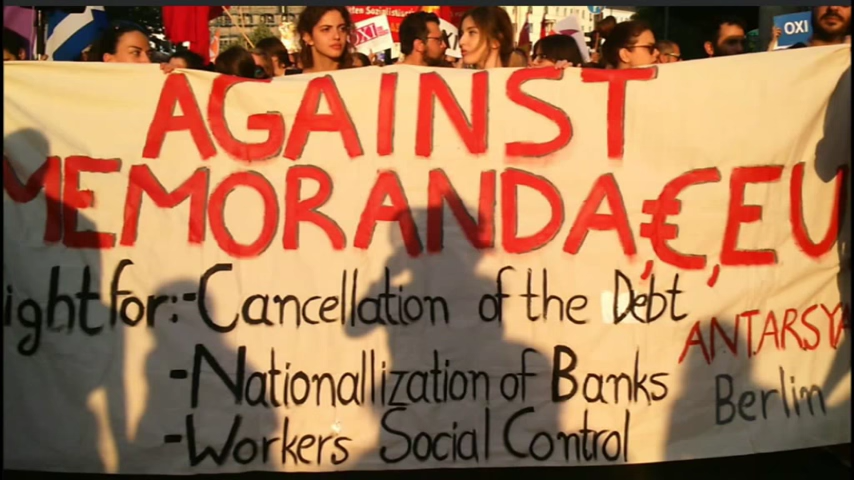 OXI
OXI
AGAINST
MEMORANDA,€,EU
ight for:-Cancellation of the Debt
-Nationallization of Banks
-Workers Social Control
ANTARSYA
Berlin